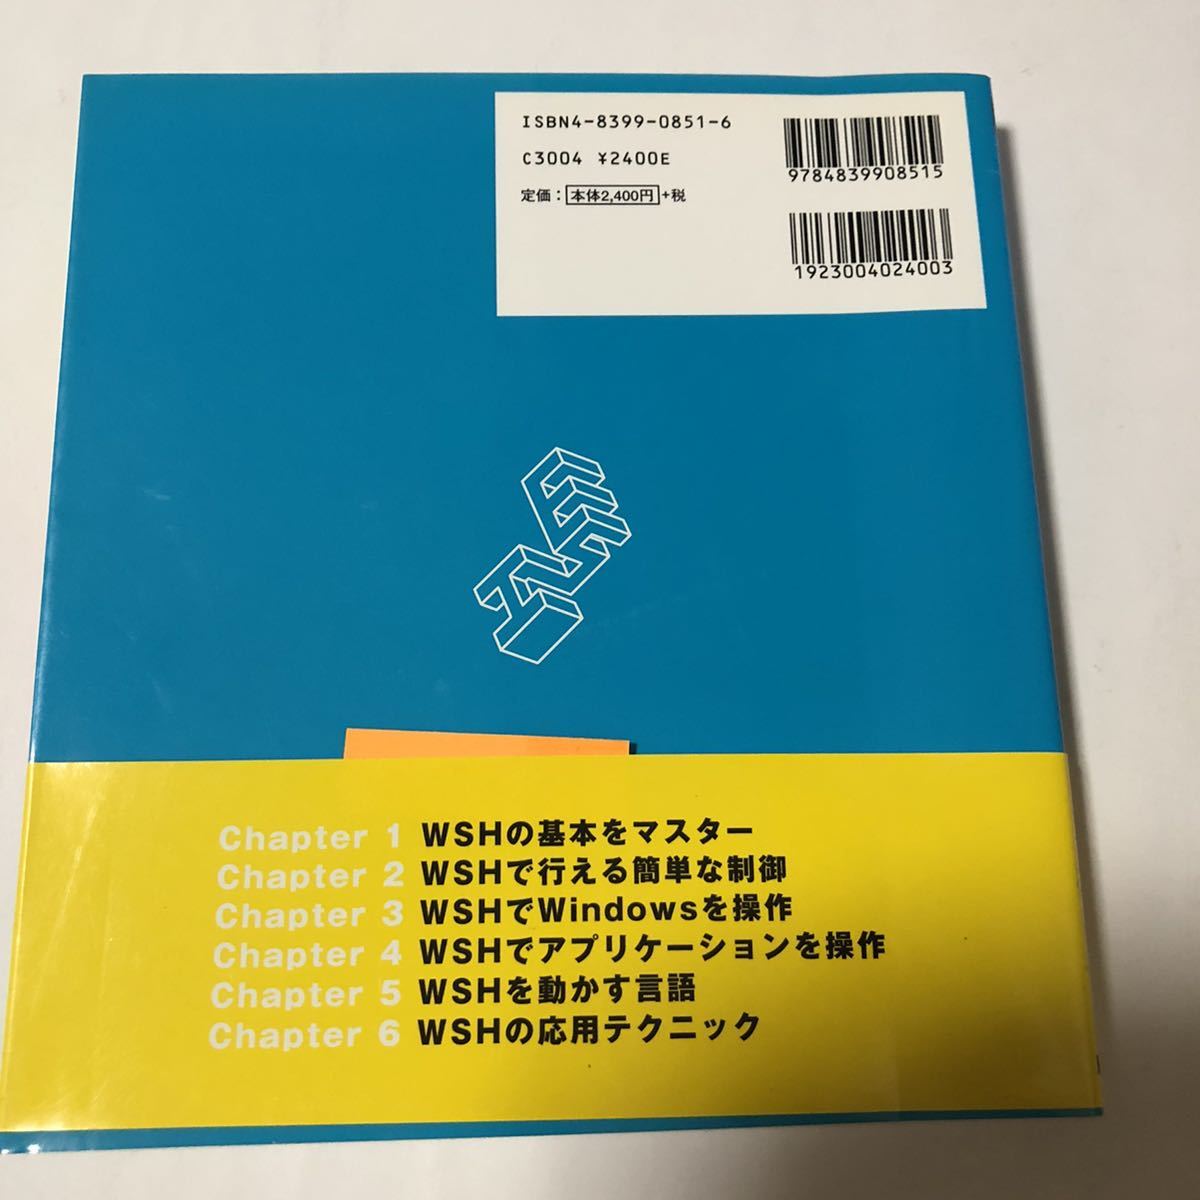 ISBN4-8399-0851-6
C3004 ¥2400E
定価：本体2,400円+税
9784839908515
1923004024003
Chapter 1 WSHの基本をマスター
Chapter 2 WSHで行える簡単な制御
Chapter 3 WSHでWindowsを操作
Chapter 4 WSHでアプリケーションを操作
Chapter 5 WSHを動かす言語
Chapter 6 WSHの応用テクニック